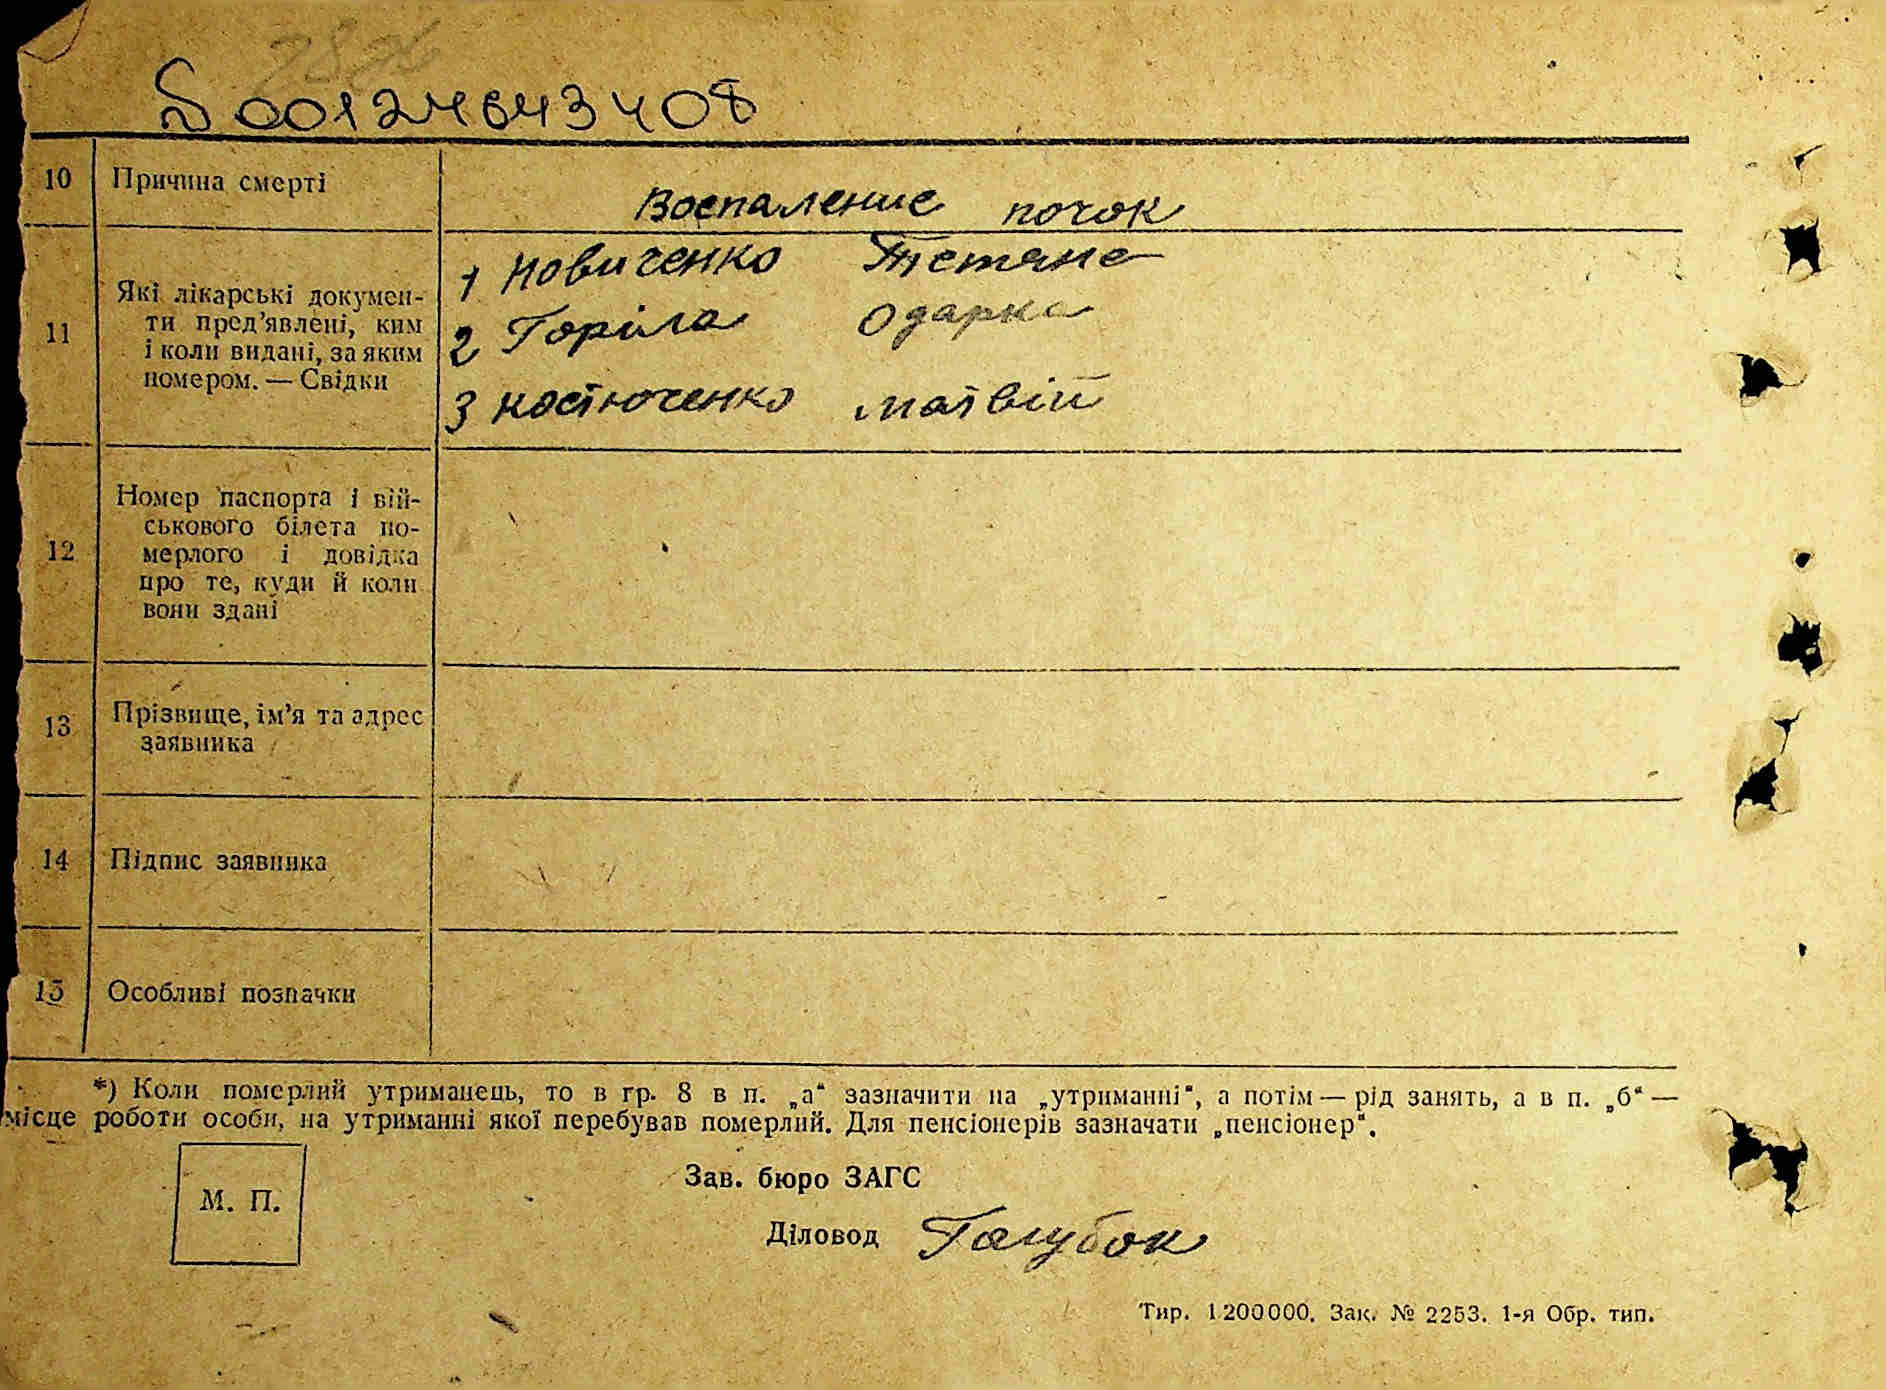 00124643408
10 Причина смерті Воспаление почок
11 Які лікарські докумен-
ти пред'явлені, ким
і коли видані, за яким
номером. — Свідки
1 Новиченко Тетяна
2 Горіла Одарка
3 Костюченко Матвій
12 Номер паспорта і вій-
ськового білета по-
мерлого і довідка
про те, куди й коли
вони здані
13 Прізвище, ім'я та адрес
заявника
14 Підпис заявника
15 Особливі позначки
*) Коли померлий утриманець, то в гр. 8 в п. „а“ зазначити на „утриманні“, а потім — рід занять, а в п. „б“ —
місце роботи особи, на утриманні якої перебував померлий. Для пенсіонерів зазначати „пенсіонер“.
М. П.
Зав. бюро ЗАГС
Діловод Голубок
Тир. 1.200000. Зак. № 2253. 1-я Обр. тип.